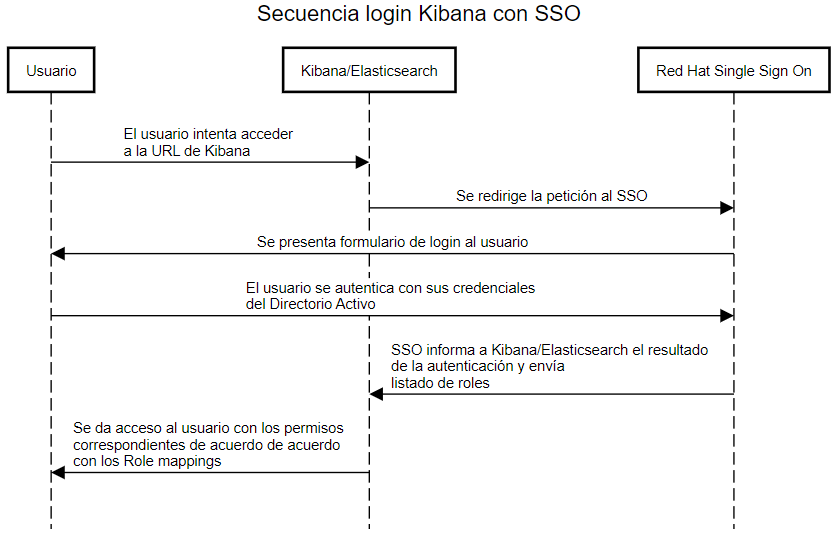 Secuencia login Kibana con SSO
Usuario
Kibana/Elasticsearch
Red Hat Single Sign On
El usuario intenta acceder
a la URL de Kibana
Se redirige la petición al SSO
Se presenta formulario de login al usuario
El usuario se autentica con sus credenciales
del Directorio Activo
SSO informa a Kibana/Elasticsearch el resultado
de la autenticación y envía
listado de roles
Se da acceso al usuario con los permisos
correspondientes de acuerdo de acuerdo
con los Role mappings